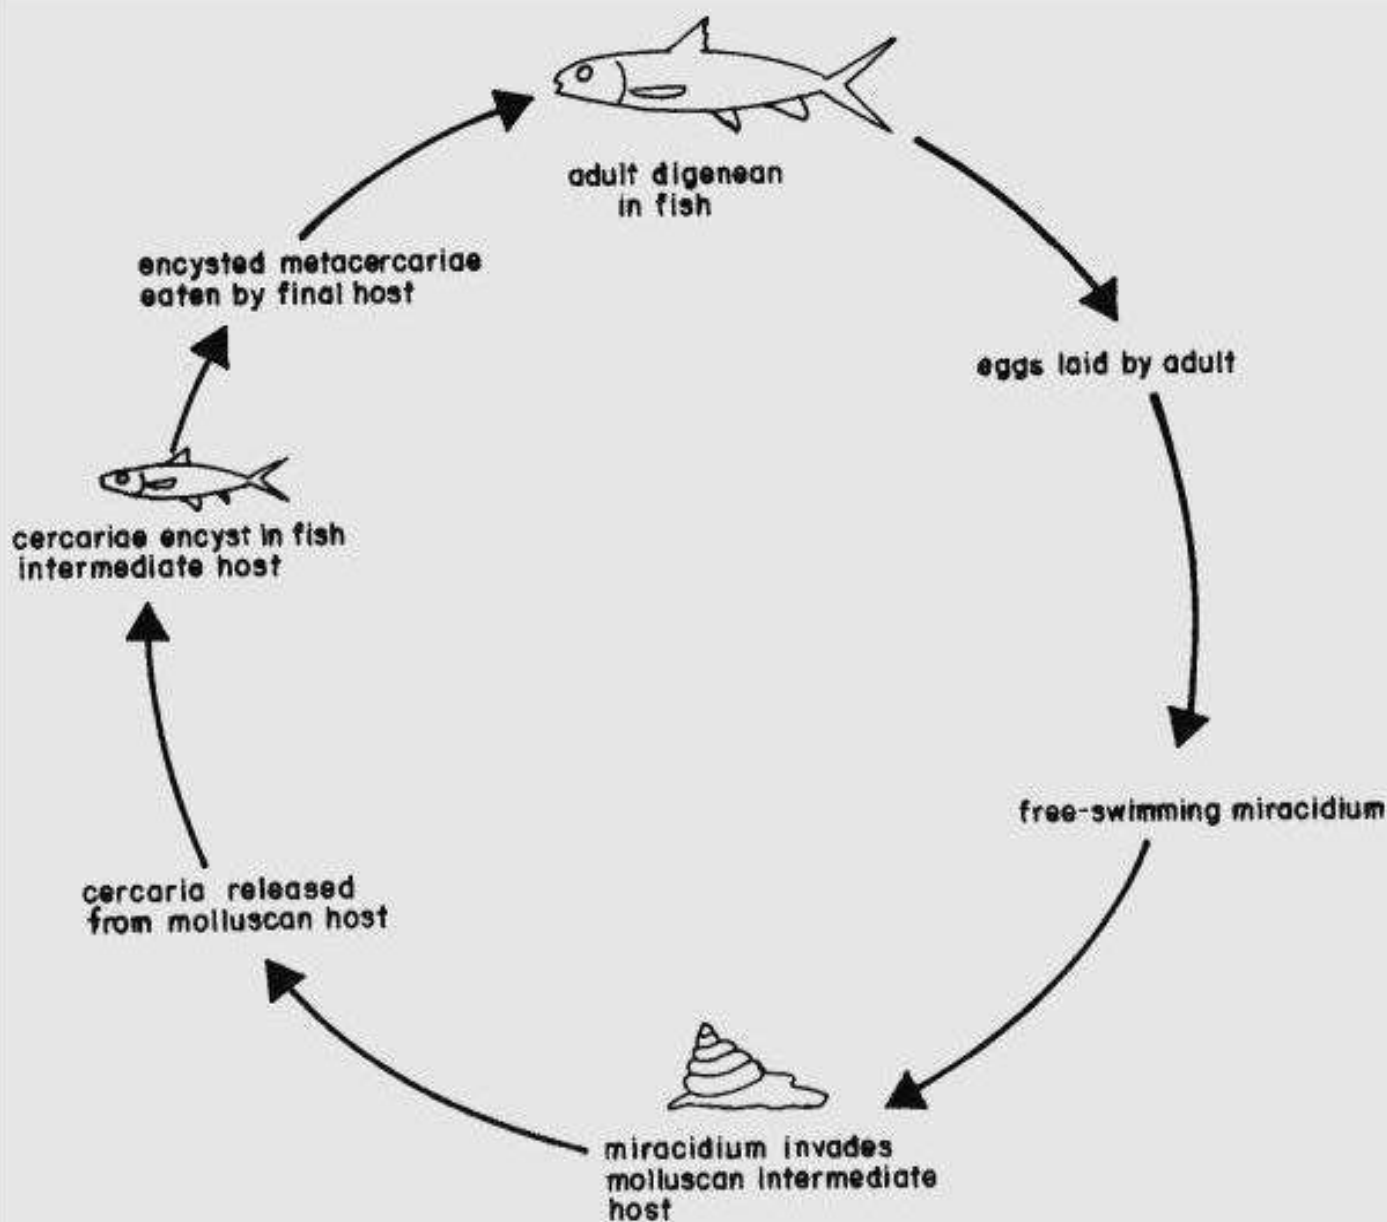 adult digenean
in fish
eggs laid by adult
free-swimming miracidium
miracidium invades
molluscan intermediate
host
cercaria released
from molluscan host
cercariae encyst in fish
intermediate host
encysted metacercariae
eaten by final host